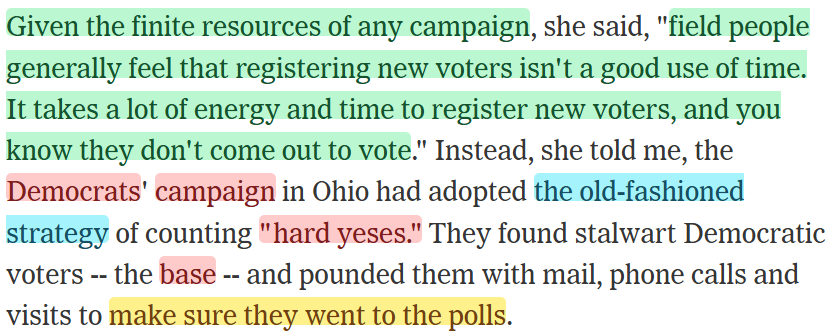 Given the finite resources of any campaign, she said, "field people
generally feel that registering new voters isn't a good use of time.
It takes a lot of energy and time to register new voters, and you
know they don't come out to vote." Instead, she told me, the
Democrats' campaign in Ohio had adopted the old-fashioned
strategy of counting "hard yeses." They found stalwart Democratic
voters -- the base -- and pounded them with mail, phone calls and
visits to make sure they went to the polls.